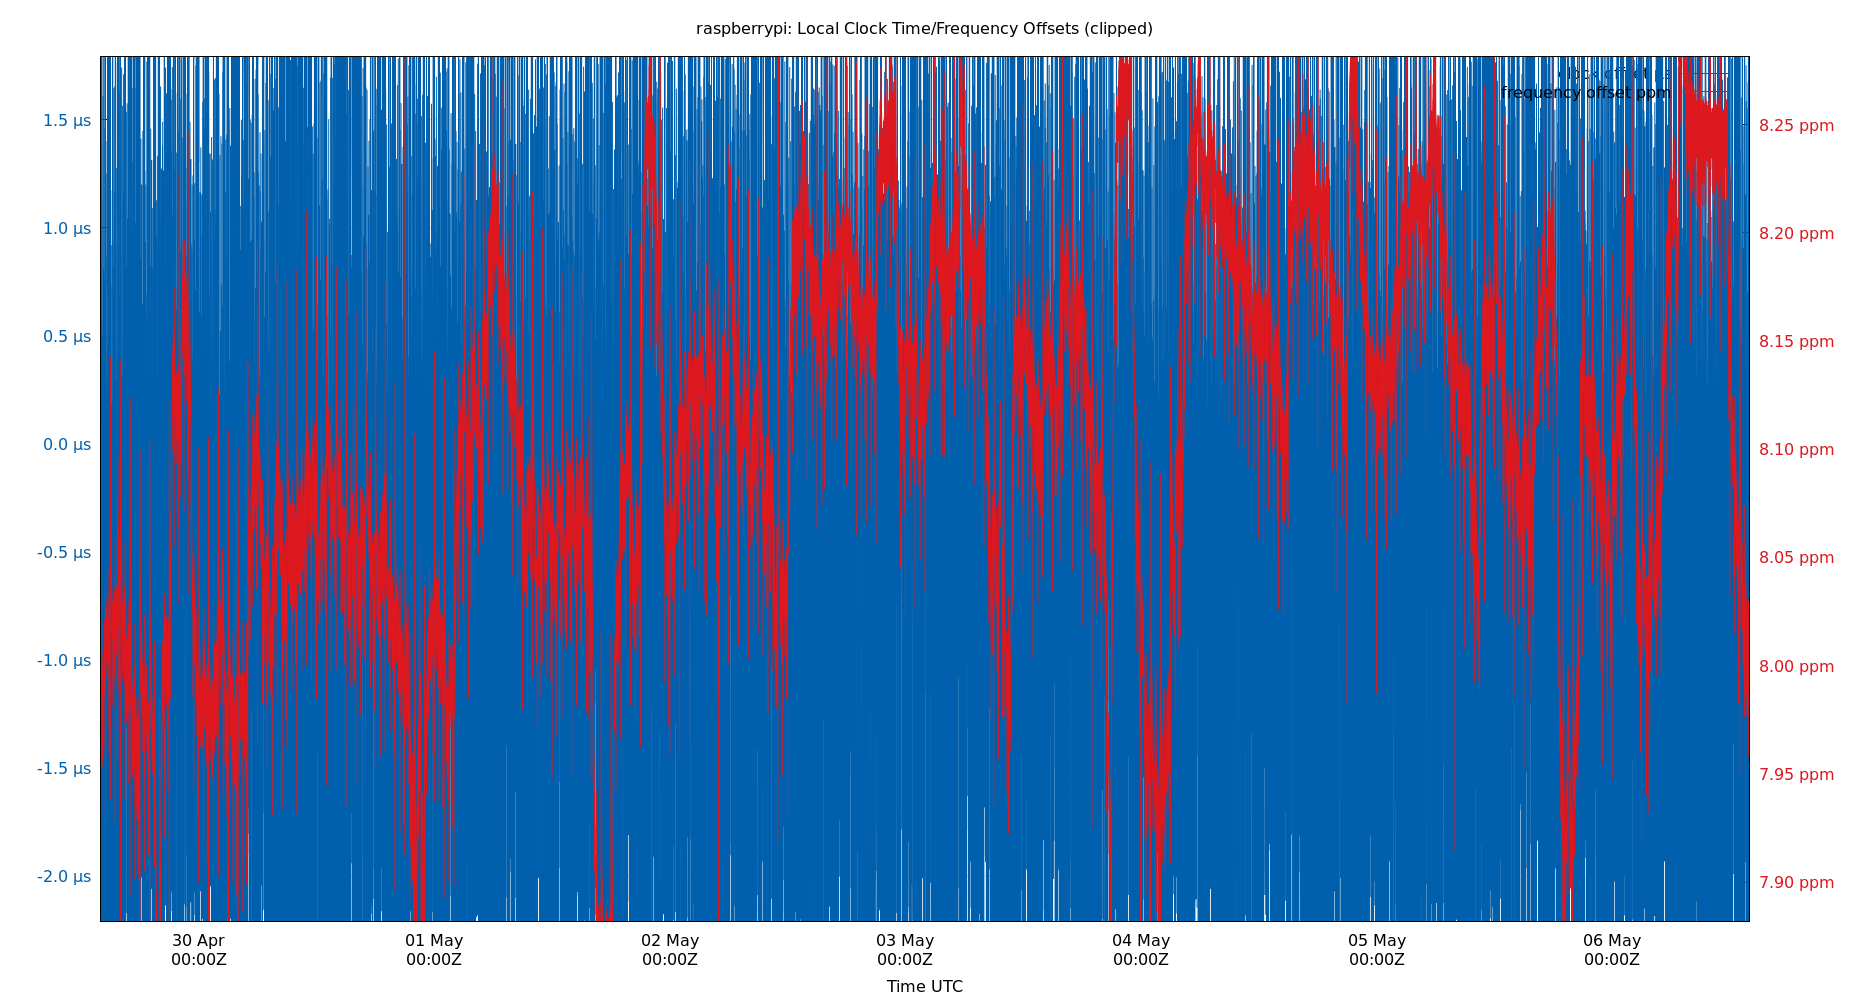 raspberrypi: Local Clock Time/Frequency Offsets (clipped)
clock offset µs
frequency offset ppm
1.5 µs
1.0 µs
0.5 µs
0.0 µs
-0.5 µs
-1.0 µs
-1.5 µs
-2.0 µs
8.25 ppm
8.20 ppm
8.15 ppm
8.10 ppm
8.05 ppm
8.00 ppm
7.95 ppm
7.90 ppm
30 Apr
00:00Z
01 May
00:00Z
02 May
00:00Z
03 May
00:00Z
04 May
00:00Z
05 May
00:00Z
06 May
00:00Z
Time UTC